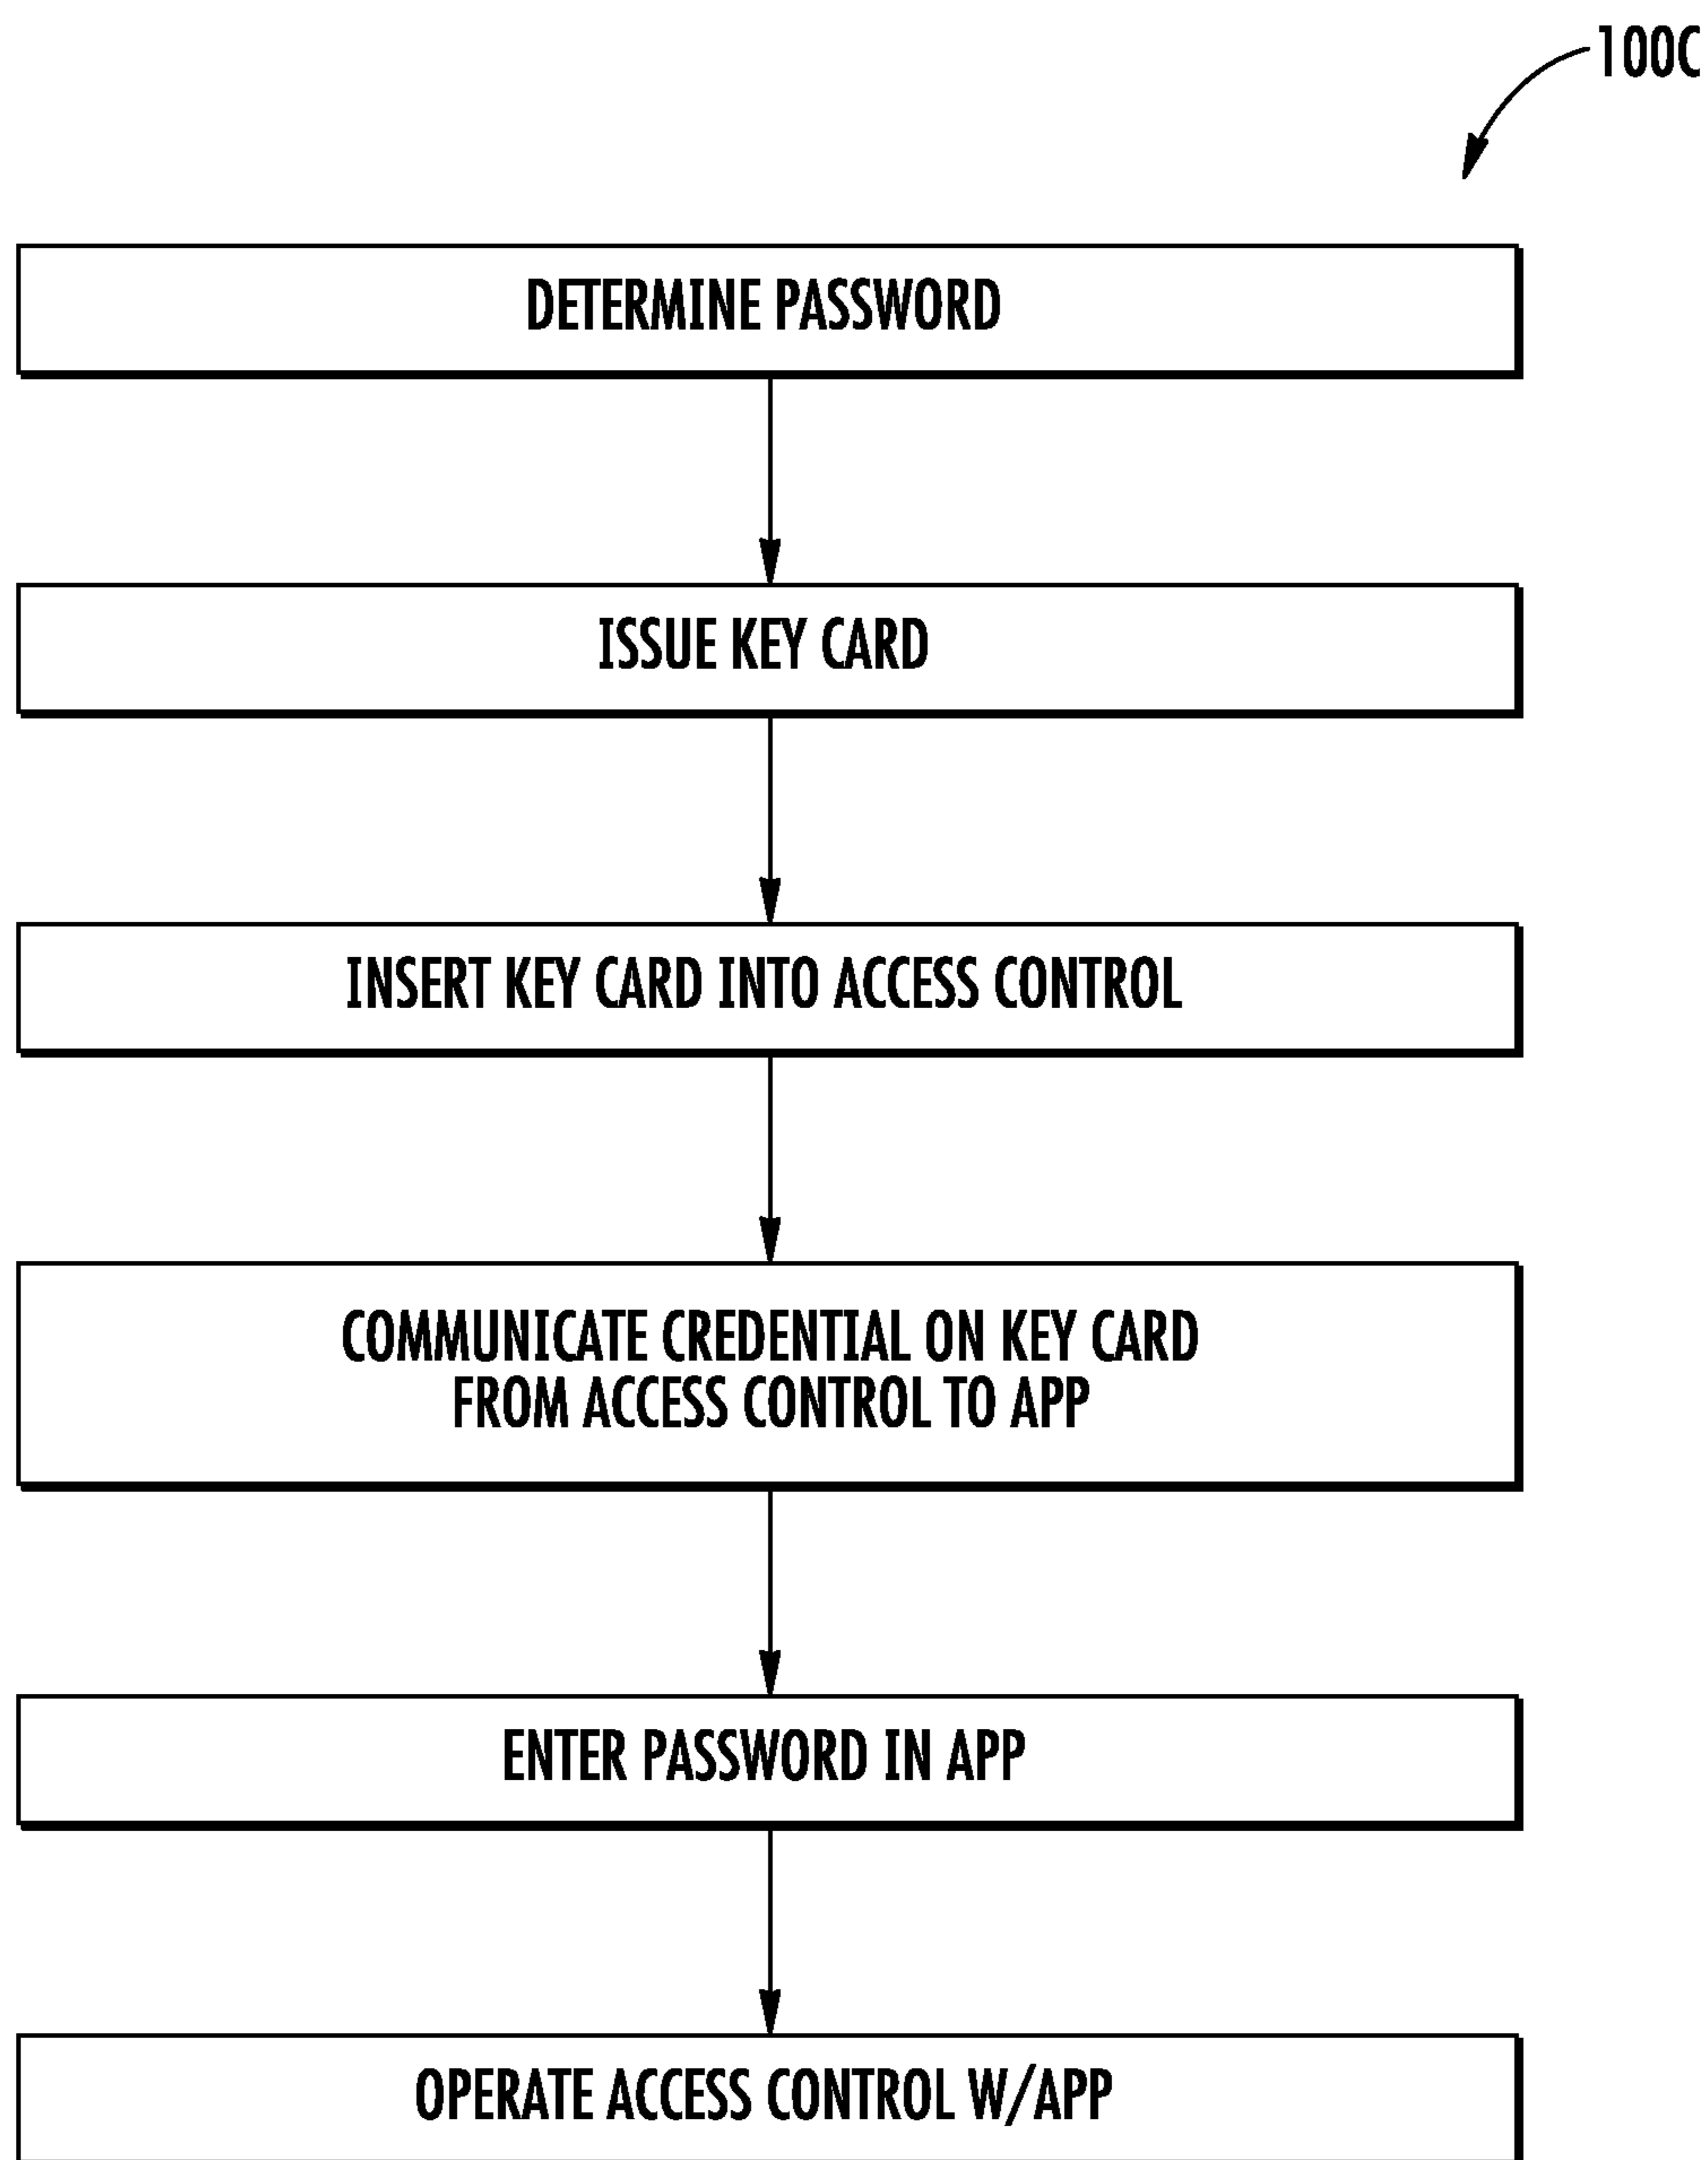 100C
DETERMINE PASSWORD
ISSUE KEY CARD
INSERT KEY CARD INTO ACCESS CONTROL
COMMUNICATE CREDENTIAL ON KEY CARD
FROM ACCESS CONTROL TO APP
ENTER PASSWORD IN APP
OPERATE ACCESS CONTROL W/APP